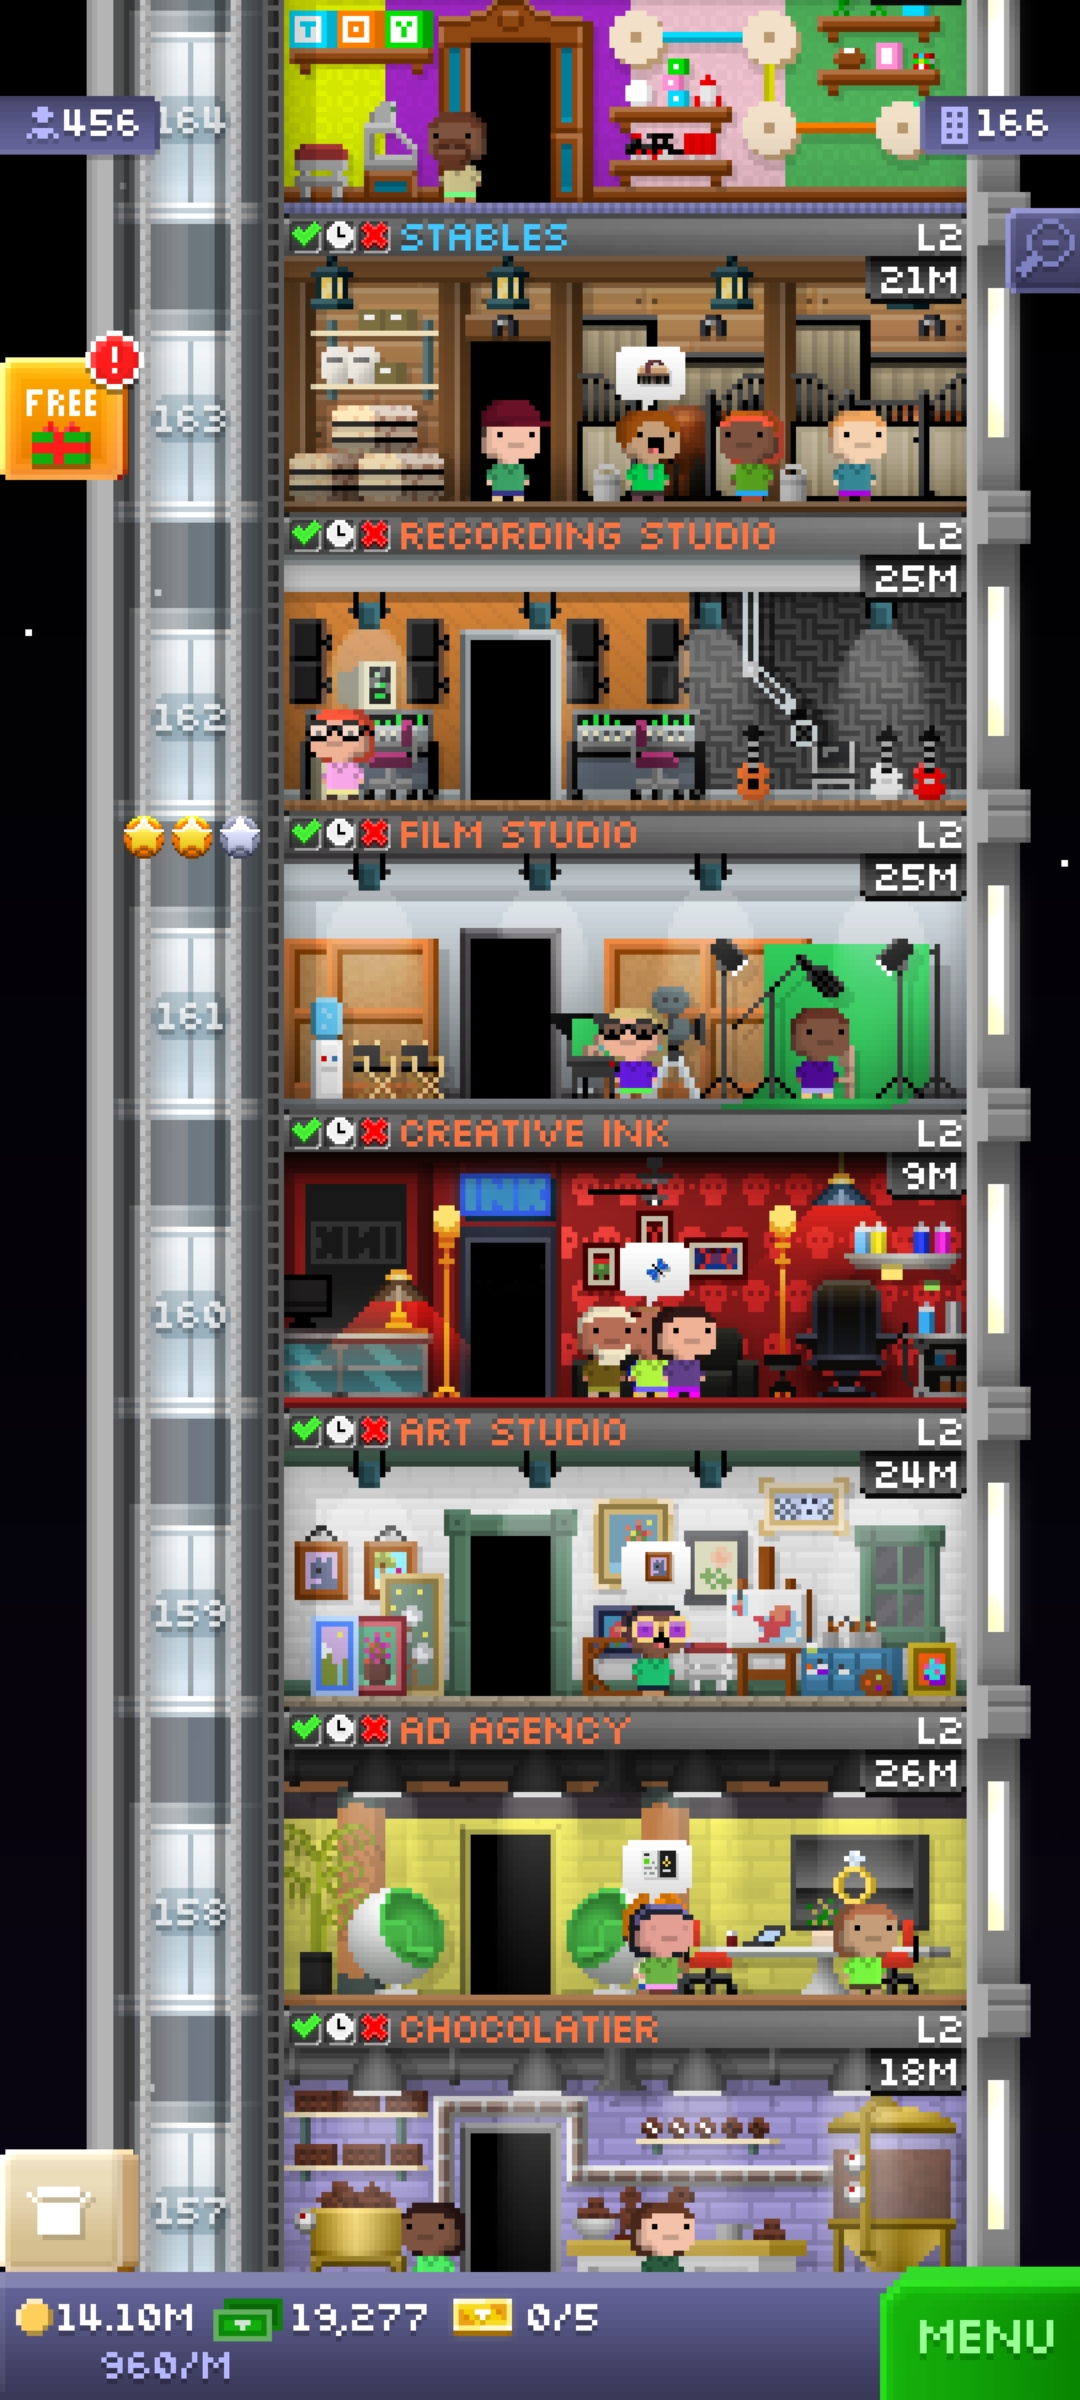 TOY
456
164
166
STABLES L2
21M
FREE
!
163
RECORDING STUDIO L2
25M
162
FILM STUDIO L2
25M
161
CREATIVE INK L2
9M
INK
160
ART STUDIO L2
24M
159
AD AGENCY L2
26M
158
CHOCOLATIER L2
18M
157
14.10M 19,277 0/5
960/M
MENU